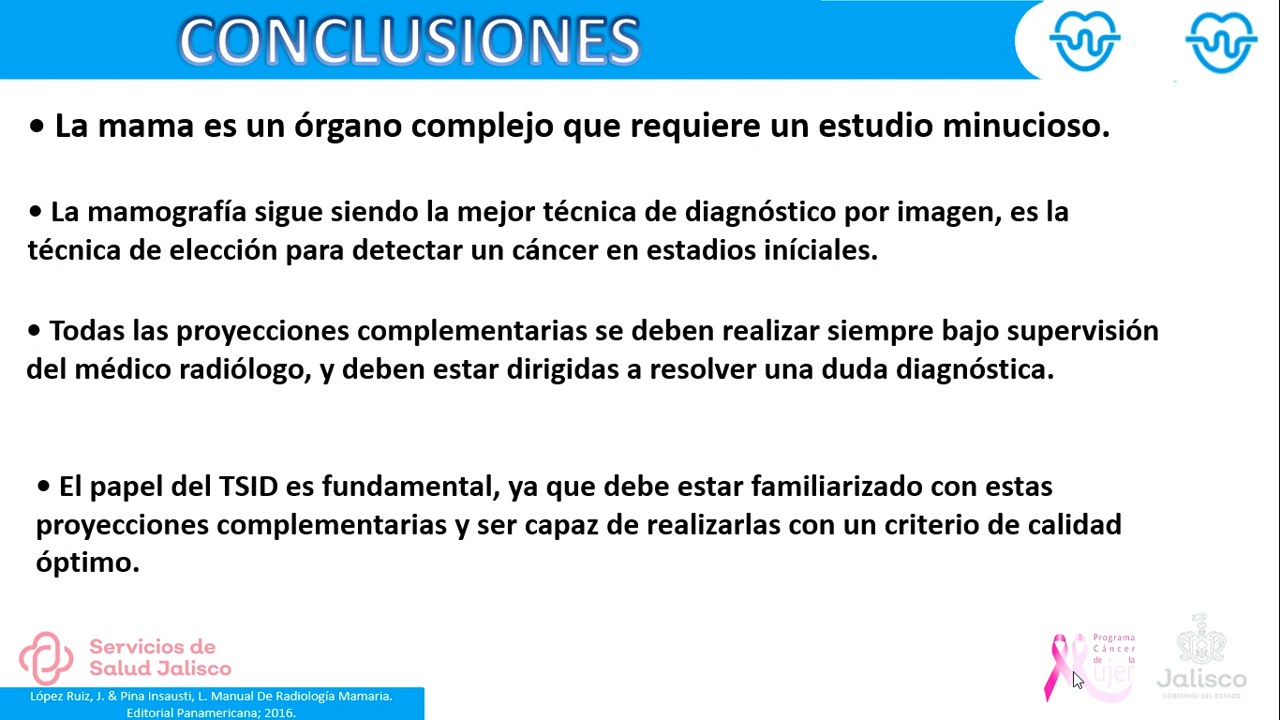 CONCLUSIONES
• La mama es un órgano complejo que requiere un estudio minucioso.
• La mamografía sigue siendo la mejor técnica de diagnóstico por imagen, es la
técnica de elección para detectar un cáncer en estadios iníciales.
• Todas las proyecciones complementarias se deben realizar siempre bajo supervisión
del médico radiólogo, y deben estar dirigidas a resolver una duda diagnóstica.
• El papel del TSID es fundamental, ya que debe estar familiarizado con estas
proyecciones complementarias y ser capaz de realizarlas con un criterio de calidad
óptimo.
Servicios de
Salud Jalisco
López Ruiz, J. & Pina Insausti, L. Manual De Radiología Mamaria.
Editorial Panamericana; 2016.
Programa
Cáncer
de la
Mujer
Jalisco
GOBIERNO DEL ESTADO